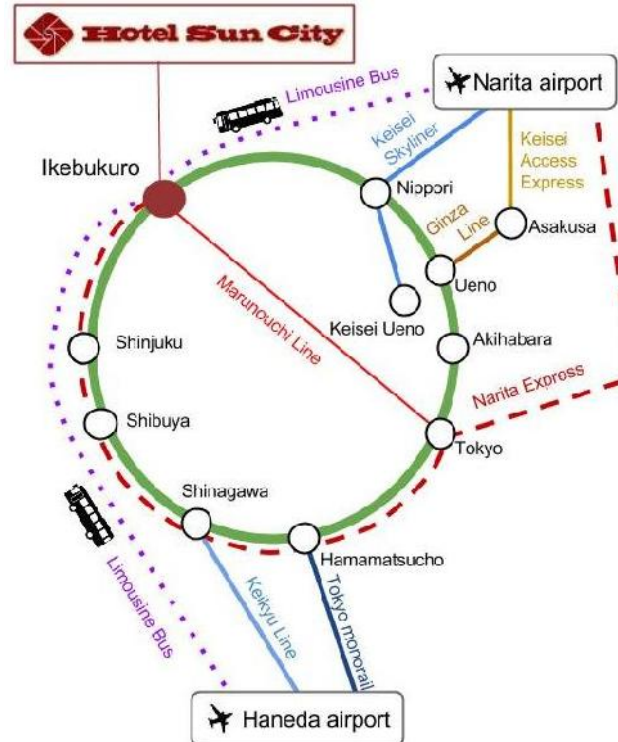 Hotel Sun City
Limousine Bus
Narita airport
Ikebukuro
Keisei
Skyliner
Keisei
Access
Express
Nippori
Ginza
Line
Asakusa
Ueno
Keisei Ueno
Marunouchi Line
Shinjuku
Akihabara
Narita Express
Shibuya
Tokyo
Shinagawa
Hamamatsucho
Limousine Bus
Keikyu Line
Tokyo monorail
Haneda airport